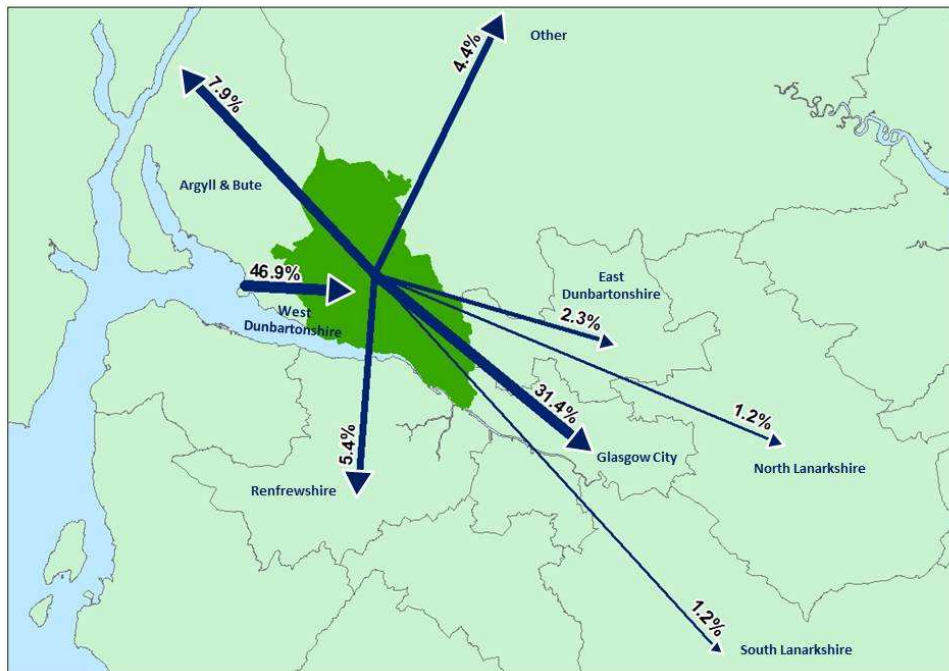 Other
4.4%
7.9%
Argyll & Bute
46.9%
West
Dunbartonshire
East
Dunbartonshire
2.3%
31.4%
1.2%
Glasgow City
North Lanarkshire
5.4%
Renfrewshire
1.2%
South Lanarkshire